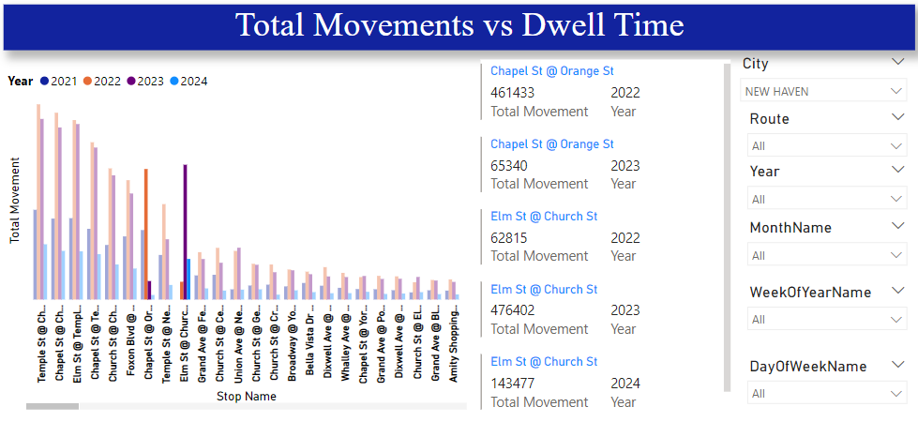 Total Movements vs Dwell Time
Year 2021 2022 2023 2024
Total Movement
Temple St @ Ch...
Chapel St @ Ch...
Elm St @ Templ...
Chapel St @ Te...
Church St @ Ch...
Foxon Blvd @ ...
Chapel St @ Or...
Temple St @ Ne...
Elm St @ Churc...
Grand Ave @ Fe...
Church St @ Ce...
Union Ave @ Ne...
Church St @ Ge...
Church St @ Cr...
Broadway @ Yo...
Bella Vista Dr ...
Dixwell Ave @ ...
Whalley Ave @ ...
Chapel St @ Yor...
Grand Ave @ Po...
Dixwell Ave @ ...
Church St @ El...
Grand Ave @ Bl...
Amity Shopping...
Stop Name
Chapel St @ Orange St
461433 2022
Total Movement Year
Chapel St @ Orange St
65340 2023
Total Movement Year
Elm St @ Church St
62815 2022
Total Movement Year
Elm St @ Church St
476402 2023
Total Movement Year
Elm St @ Church St
143477 2024
Total Movement Year
City
NEW HAVEN
Route
All
Year
All
MonthName
All
WeekOfYearName
All
DayOfWeekName
All